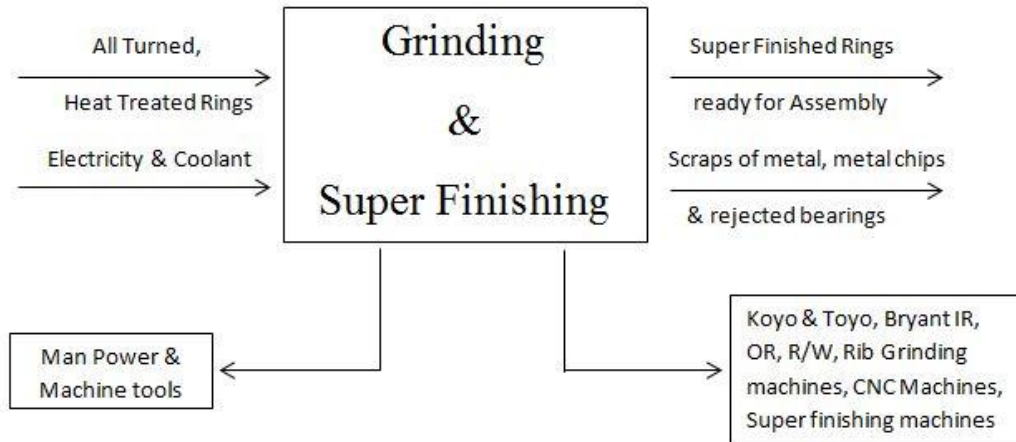 All Turned,
Heat Treated Rings
Electricity & Coolant
Grinding
&
Super Finishing
Super Finished Rings
ready for Assembly
Scraps of metal, metal chips
& rejected bearings
Man Power &
Machine tools
Koyo & Toyo, Bryant IR,
OR, R/W, Rib Grinding
machines, CNC Machines,
Super finishing machines